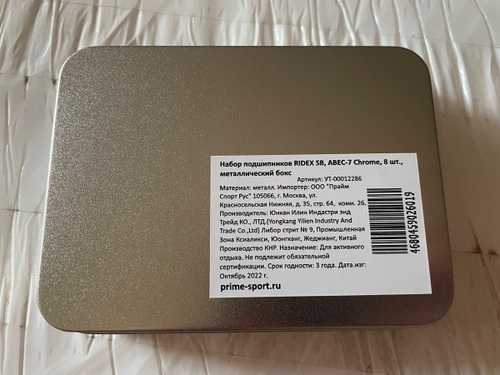 Набор подшипников RIDEX SB, ABEC-7 Chrome, 8 шт.,
металлический бокс
Артикул: УТ-00012286
Материал: металл. Импортер: ООО "Прайм
Спорт Рус" 105066, г. Москва, ул.
Красносельская Нижняя, д. 35, стр. 64, комн. 26,
Производитель: Юнкан Илин Индастри энд
Трейд КО., ЛТД.(Yongkang Yilien Industry And
Trade Co.,Ltd) Либор стрит № 9, Промышленная
Зона Ксиаликси, Юонгканг, Жеджианг, Китай
Производство КНР. Назначение: Для активного
отдыха. Не подлежит обязательной
сертификации. Срок годности: 3 года. Дата.изг:
Октябрь 2022 г.
prime-sport.ru
4680459026019